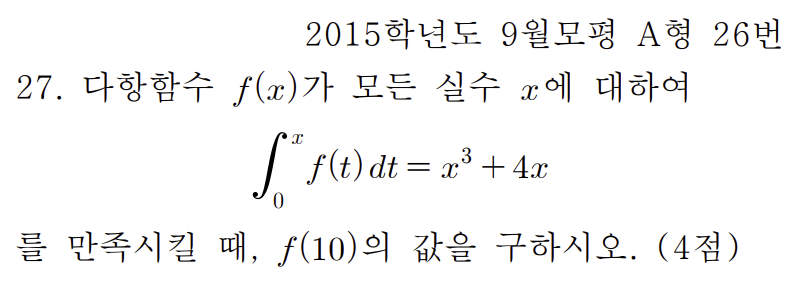 2015학년도 9월모평 A형 26번
27. 다항함수 f(x)가 모든 실수 x에 대하여
∫₀ˣ f(t) dt = x³ + 4x
를 만족시킬 때, f(10)의 값을 구하시오. (4점)